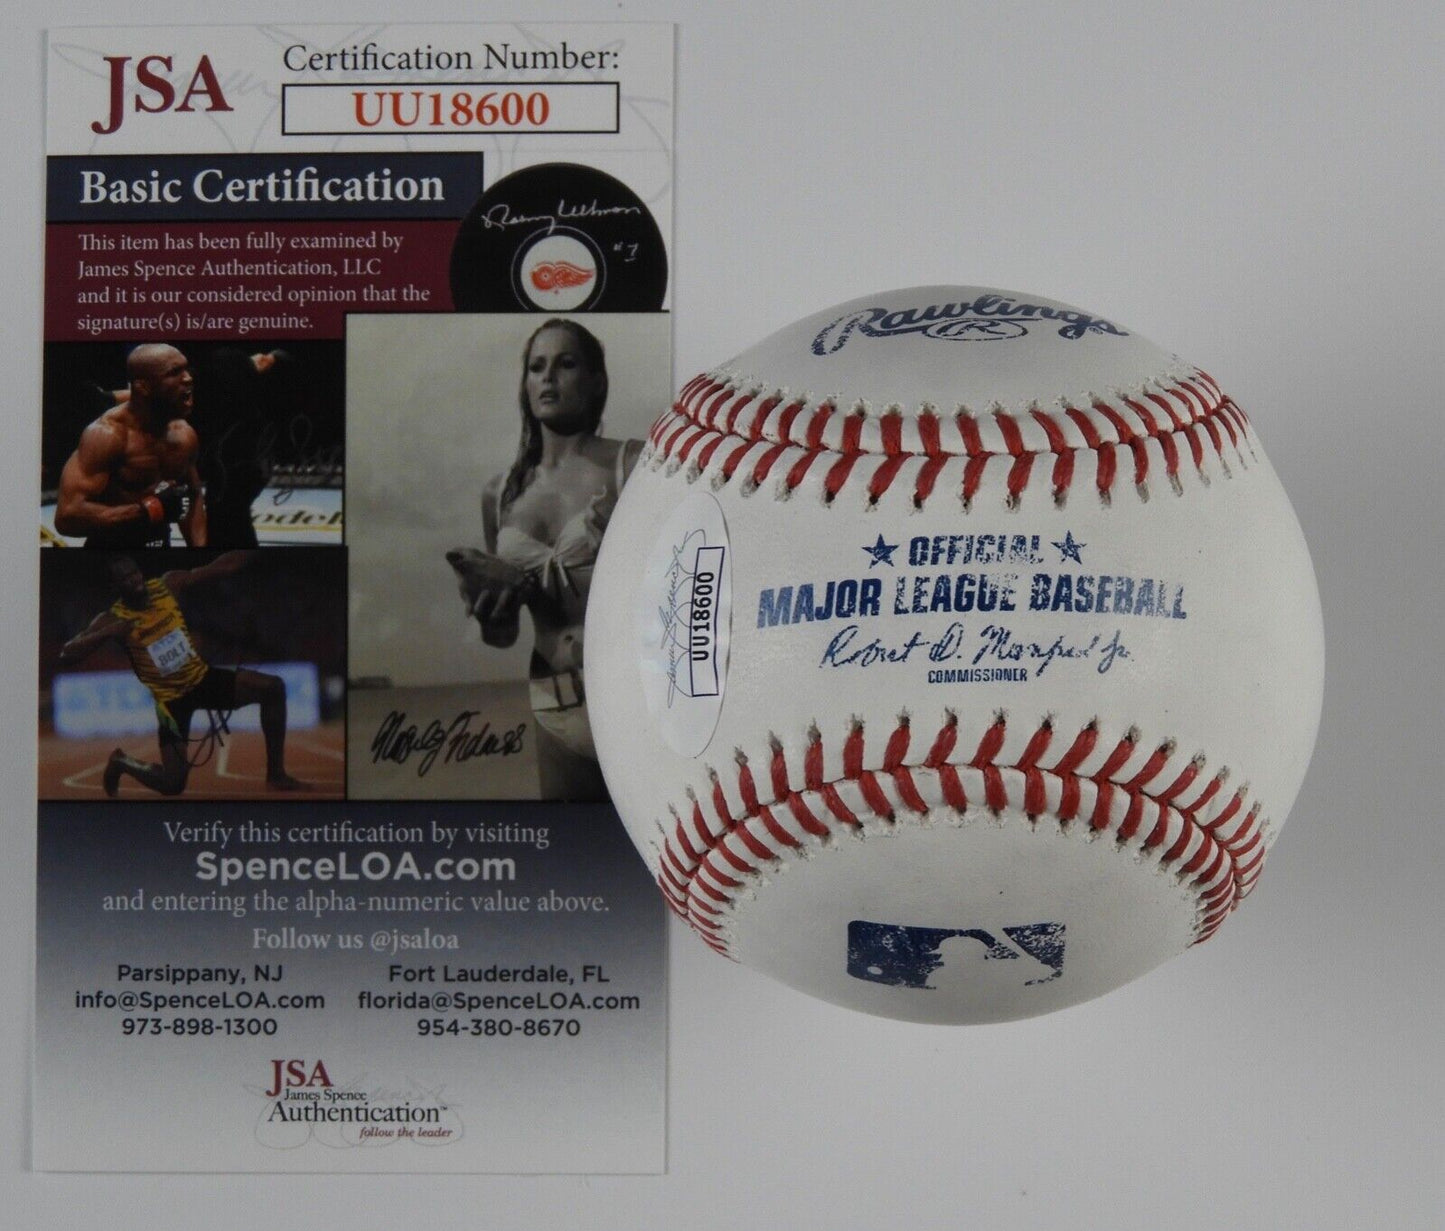 JSA
Certification Number:
UU18600
Basic Certification
This item has been fully examined by
James Spence Authentication, LLC
and it is our considered opinion that the
signature(s) is/are genuine.
#7
BOLT
Verify this certification by visiting
SpenceLOA.com
and entering the alpha-numeric value above.
Follow us @jsaloa
Parsippany, NJ
info@SpenceLOA.com
973-898-1300
Fort Lauderdale, FL
florida@SpenceLOA.com
954-380-8670
JSA
James Spence
Authentication™
follow the leader
Rawlings
R
UU18600
★ OFFICIAL ★
MAJOR LEAGUE BASEBALL
Robert D. Manfred Jr.
COMMISSIONER